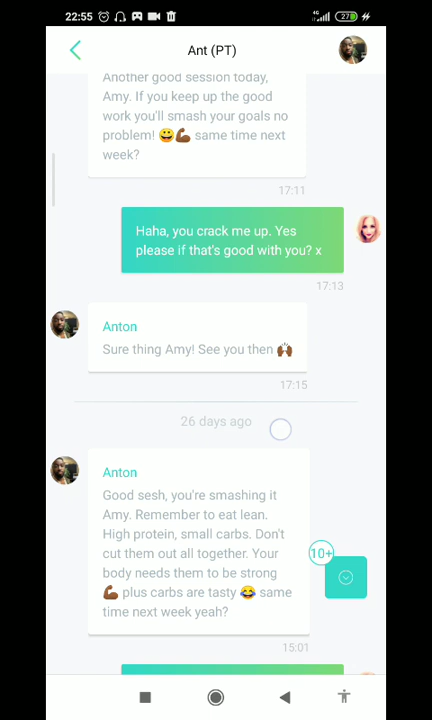 22:55
4G
27
Ant (PT)
Another good session today,
Amy. If you keep up the good
work you'll smash your goals no
problem! 😀💪🏾 same time next
week?
17:11
Haha, you crack me up. Yes
please if that's good with you? x
17:13
Anton
Sure thing Amy! See you then 🙌🏾
17:15
26 days ago
Anton
Good sesh, you're smashing it
Amy. Remember to eat lean.
High protein, small carbs. Don't
cut them out all together. Your
body needs them to be strong
💪🏾 plus carbs are tasty 😂 same
time next week yeah?
10+
15:01